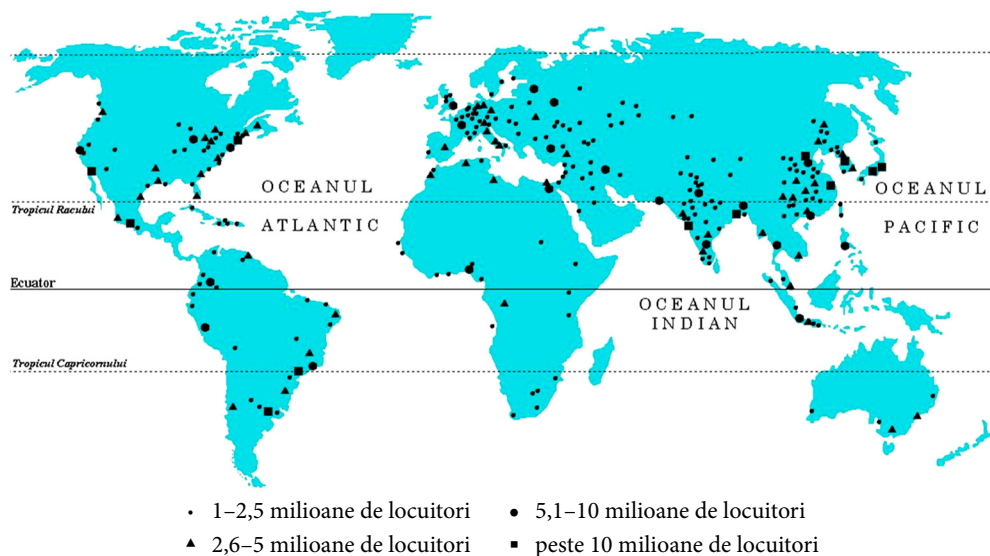 OCEANUL
ATLANTIC
OCEANUL
PACIFIC
Tropicul Racului
Ecuator
OCEANUL
INDIAN
Tropicul Capricornului
1–2,5 milioane de locuitori
5,1–10 milioane de locuitori
2,6–5 milioane de locuitori
peste 10 milioane de locuitori